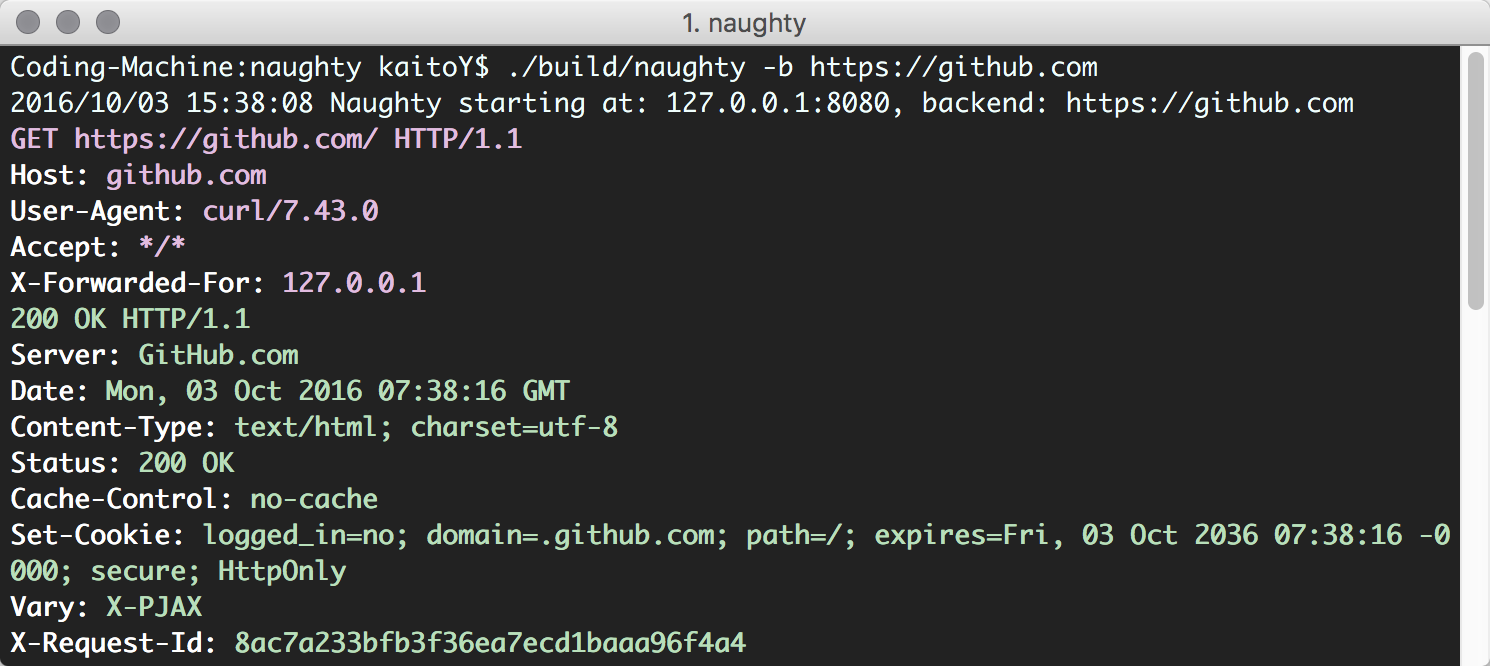 1. naughty
Coding-Machine:naughty kaitoY$ ./build/naughty -b https://github.com
2016/10/03 15:38:08 Naughty starting at: 127.0.0.1:8080, backend: https://github.com
GET https://github.com/ HTTP/1.1
Host: github.com
User-Agent: curl/7.43.0
Accept: */*
X-Forwarded-For: 127.0.0.1
200 OK HTTP/1.1
Server: GitHub.com
Date: Mon, 03 Oct 2016 07:38:16 GMT
Content-Type: text/html; charset=utf-8
Status: 200 OK
Cache-Control: no-cache
Set-Cookie: logged_in=no; domain=.github.com; path=/; expires=Fri, 03 Oct 2036 07:38:16 -0
000; secure; HttpOnly
Vary: X-PJAX
X-Request-Id: 8ac7a233bfb3f36ea7ecd1baaa96f4a4